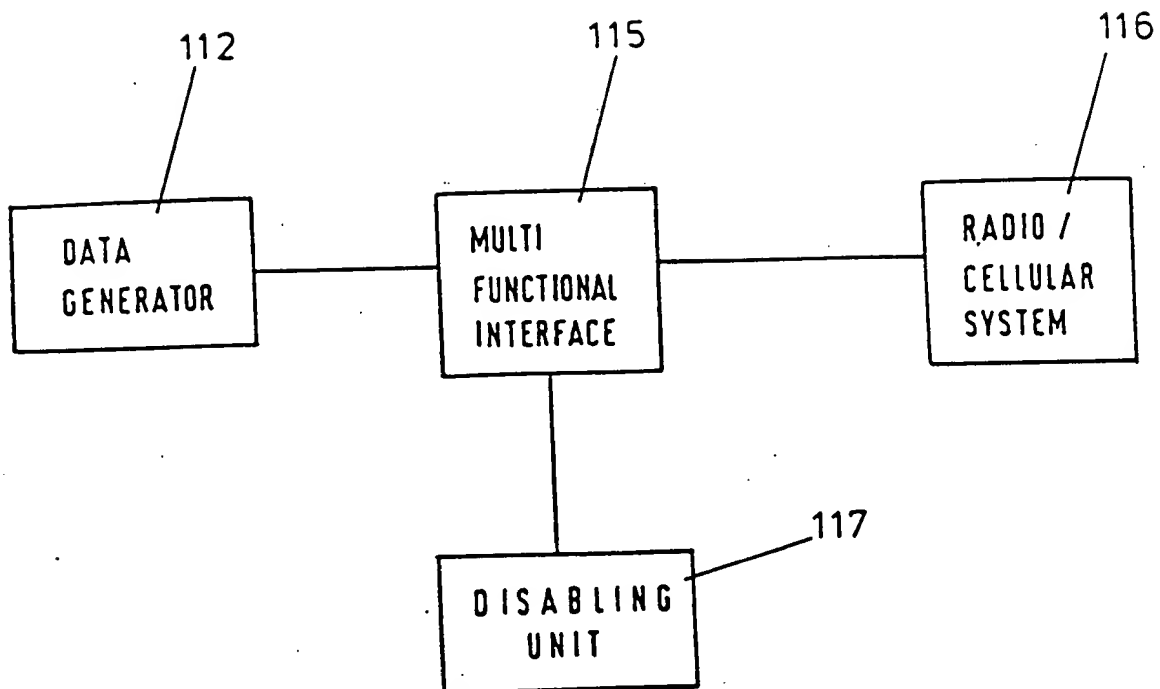 112
115
116
DATA
GENERATOR
MULTI
FUNCTIONAL
INTERFACE
RADIO /
CELLULAR
SYSTEM
117
DISABLING
UNIT